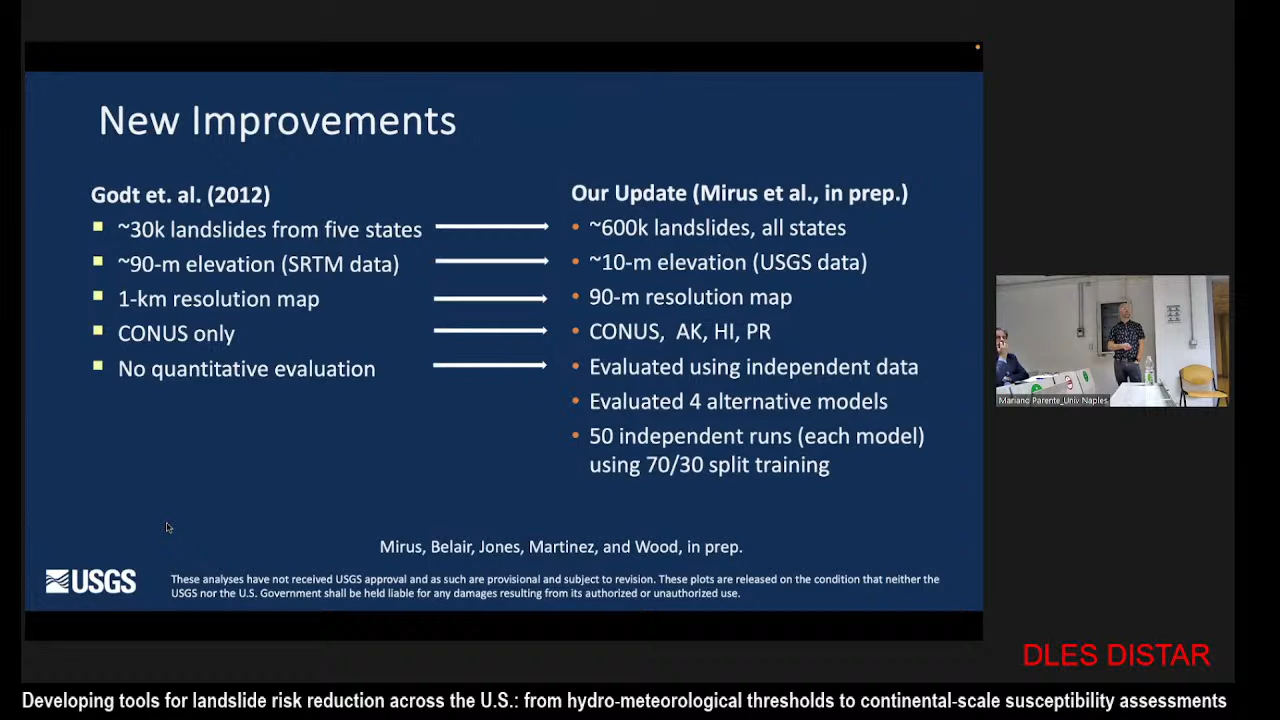 New Improvements
Godt et. al. (2012)
~30k landslides from five states
~90-m elevation (SRTM data)
1-km resolution map
CONUS only
No quantitative evaluation
Our Update (Mirus et al., in prep.)
~600k landslides, all states
~10-m elevation (USGS data)
90-m resolution map
CONUS,  AK, HI, PR
Evaluated using independent data
Evaluated 4 alternative models
50 independent runs (each model)
using 70/30 split training
Mirus, Belair, Jones, Martinez, and Wood, in prep.
USGS
These analyses have not received USGS approval and as such are provisional and subject to revision. These plots are released on the condition that neither the
USGS nor the U.S. Government shall be held liable for any damages resulting from its authorized or unauthorized use.
Mariano Parente_Univ Naples
DLES DISTAR
Developing tools for landslide risk reduction across the U.S.: from hydro-meteorological thresholds to continental-scale susceptibility assessments